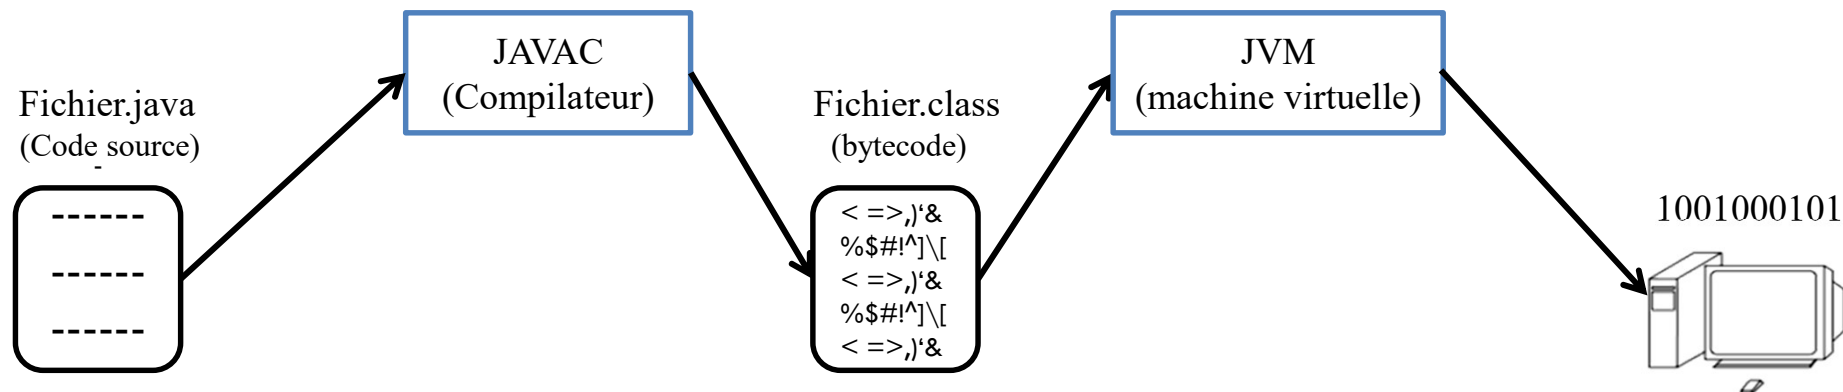 JAVAC
(Compilateur)
JVM
(machine virtuelle)
Fichier.java
(Code source)
-
------
------
------
Fichier.class
(bytecode)
< =>,)‘&
%$#!^]\[
< =>,)‘&
%$#!^]\[
< =>,)‘&
1001000101